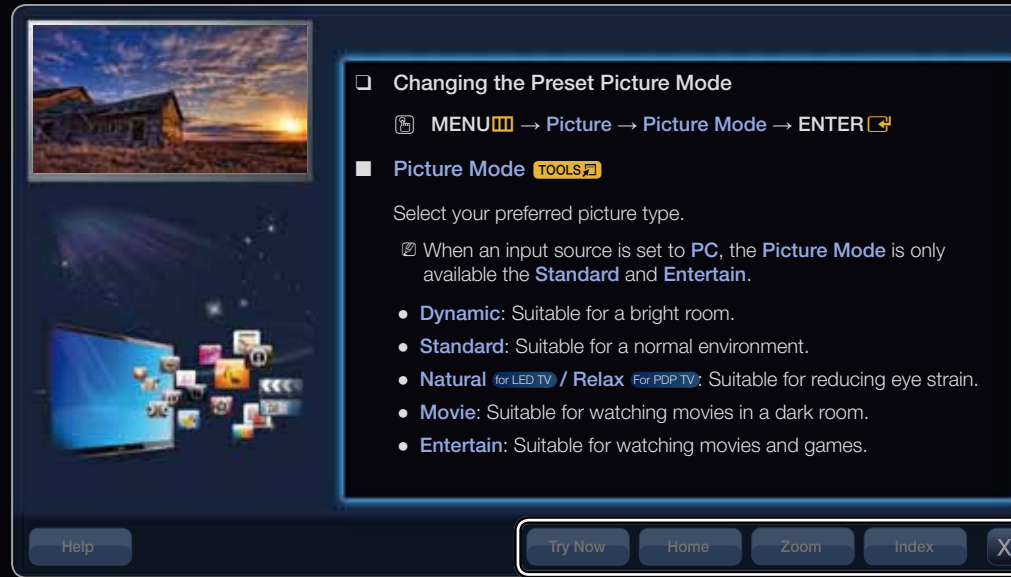 ❑ Changing the Preset Picture Mode
MENU → Picture → Picture Mode → ENTER
■ Picture Mode TOOLS
Select your preferred picture type.
When an input source is set to PC, the Picture Mode is only
available the Standard and Entertain.
● Dynamic: Suitable for a bright room.
● Standard: Suitable for a normal environment.
● Natural for LED TV / Relax For PDP TV: Suitable for reducing eye strain.
● Movie: Suitable for watching movies in a dark room.
● Entertain: Suitable for watching movies and games.
Help Try Now Home Zoom Index X